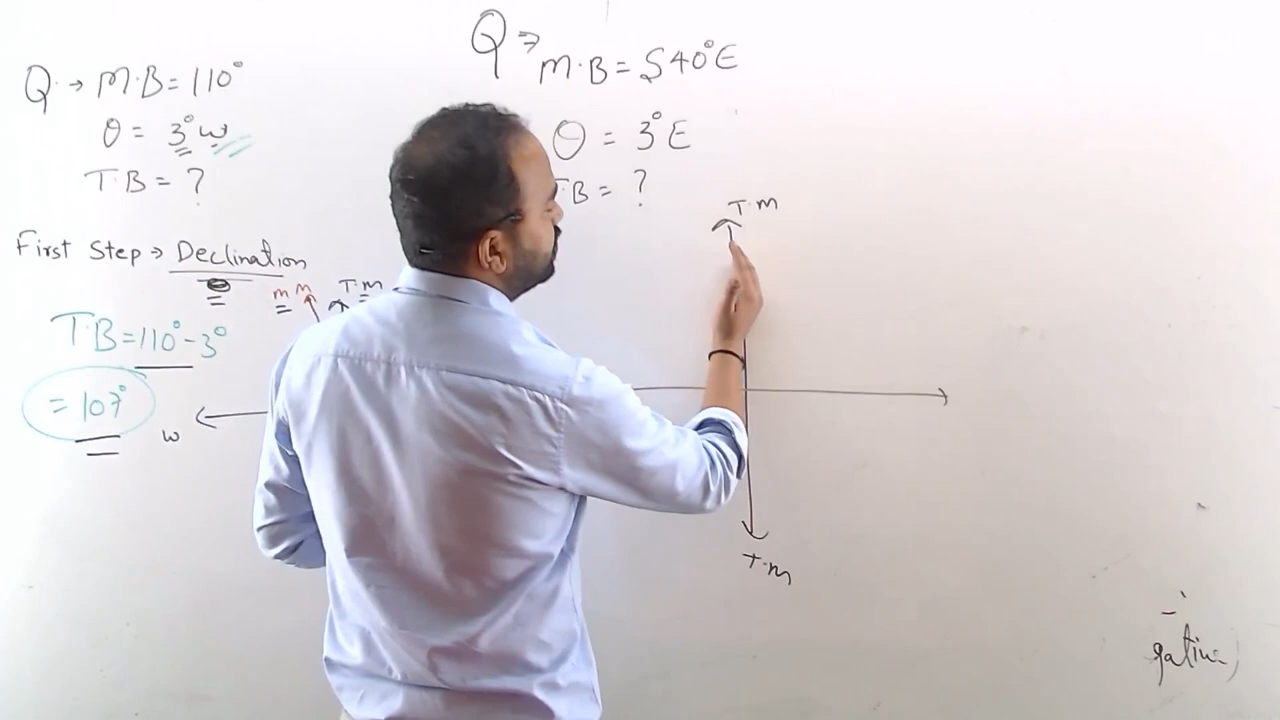 Q → M·B = 110°
θ = 3° W
T·B = ?
First Step → Declination
m M T·M
T·B = 110° - 3°
= 107°
W
Q →
M·B = S40°E
θ = 3° E
T·B = ?
T·M
T·M